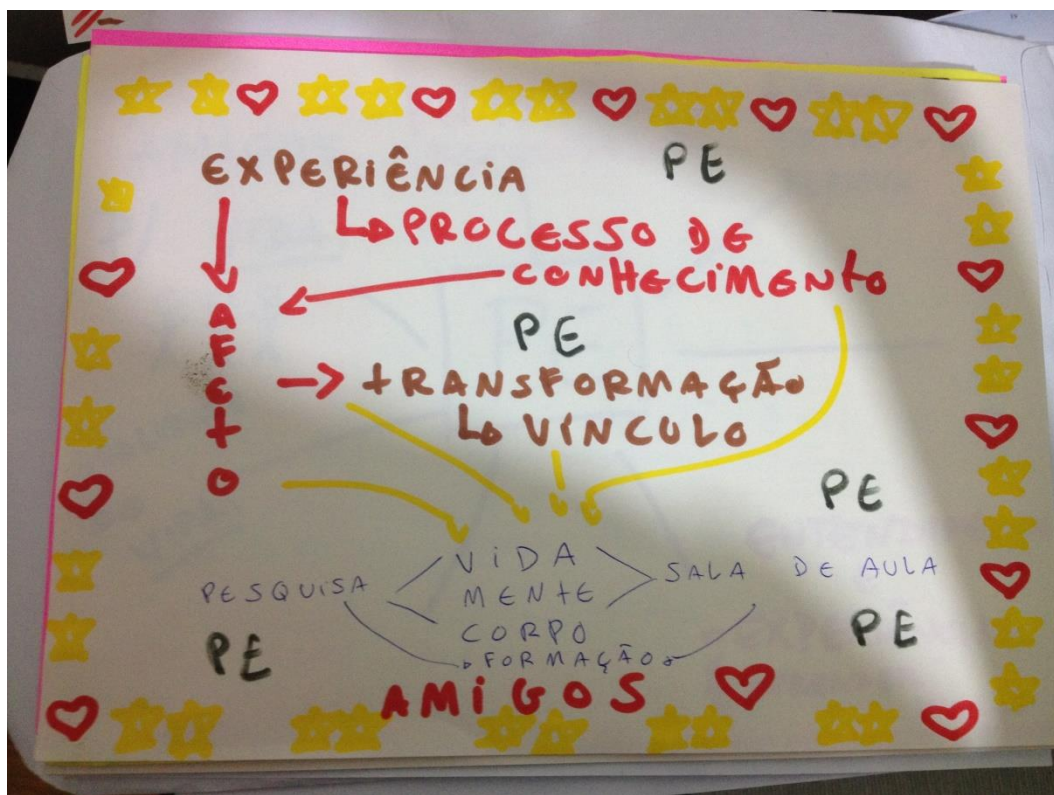 EXPERIÊNCIA PE
PROCESSO DE
CONHECIMENTO
AFETO
PE
TRANSFORMAÇÃO
VÍNCULO
PE
VIDA
PESQUISA MENTE SALA DE AULA
CORPO
PE FORMAÇÃO PE
AMIGOS